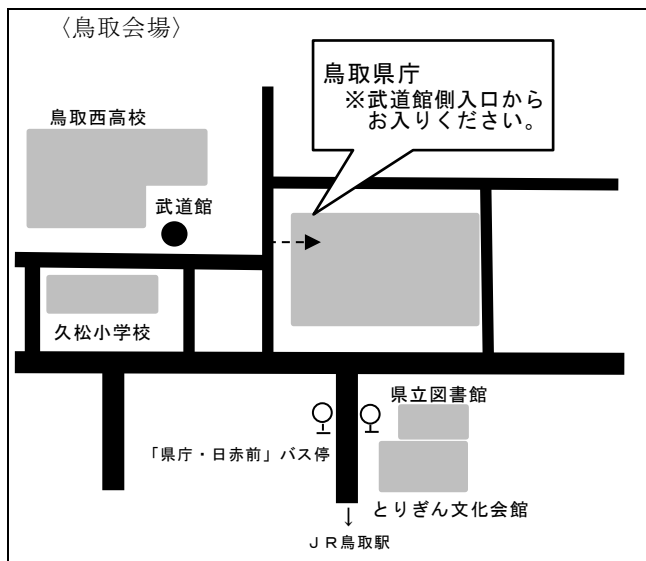 〈鳥取会場〉
鳥取県庁
※武道館側入口から
お入りください。
鳥取西高校
武道館
久松小学校
県立図書館
「県庁・日赤前」バス停
とりぎん文化会館
↓
ＪＲ鳥取駅